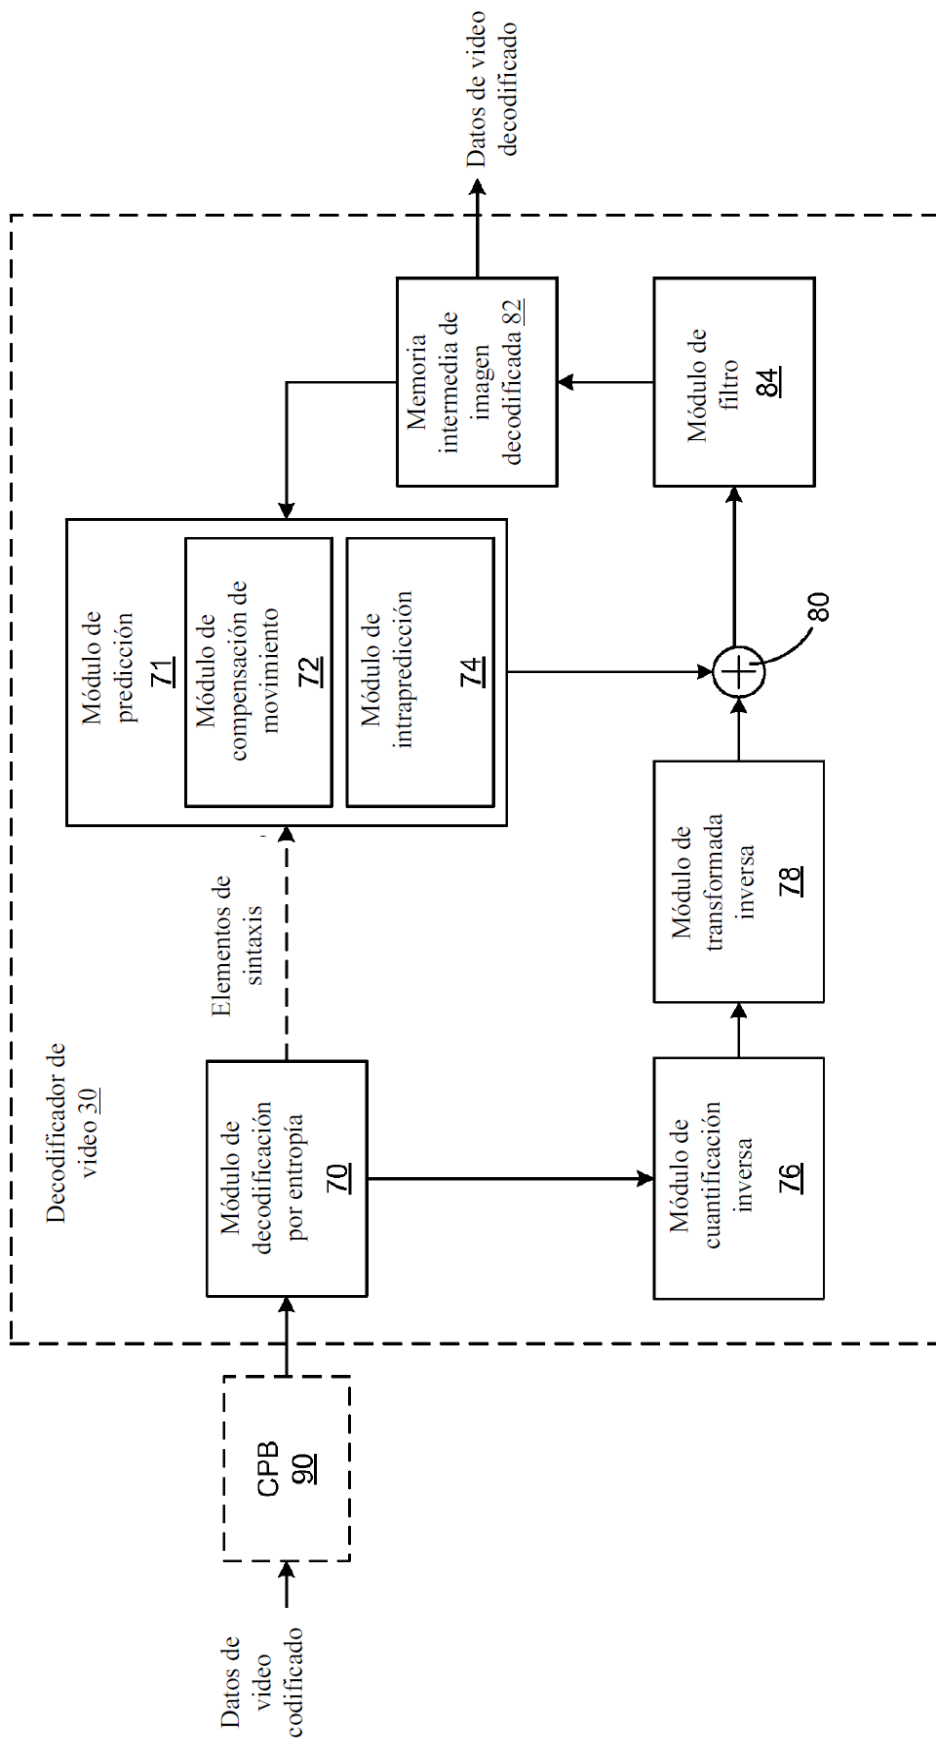 Decodificador de
video 30
Datos de
video
codificado
CPB
90
Módulo de
decodificación
por entropía
70
Elementos de
sintaxis
Módulo de
predicción
71
Módulo de
compensación de
movimiento
72
Módulo de
intrapredicción
74
Memoria
intermedia de
imagen
decodificada 82
Datos de video
decodificado
Módulo de
cuantificación
inversa
76
Módulo de
transformada
inversa
78
80
Módulo de
filtro
84